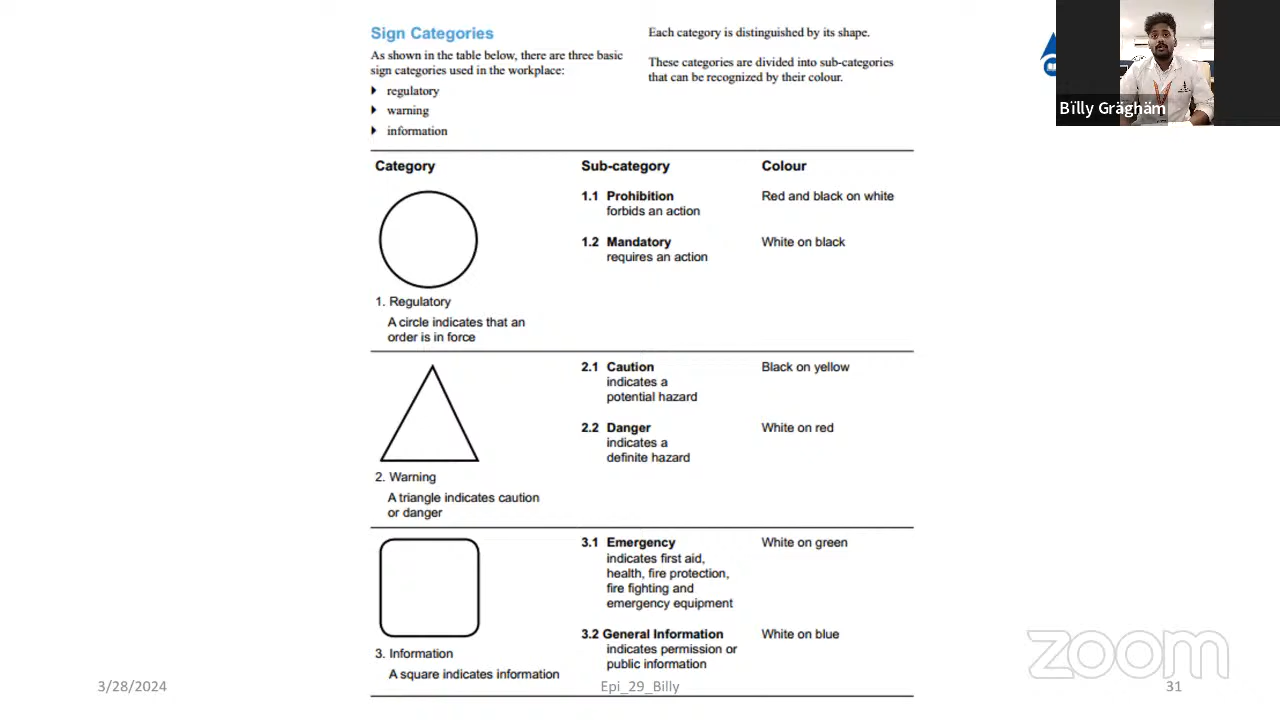 Sign Categories
As shown in the table below, there are three basic
sign categories used in the workplace:
regulatory
warning
information
Each category is distinguished by its shape.
These categories are divided into sub-categories
that can be recognized by their colour.
Bïlly Gräghäm
Category
Sub-category
Colour
1. Regulatory
A circle indicates that an
order is in force
1.1 Prohibition
forbids an action
Red and black on white
1.2 Mandatory
requires an action
White on black
2. Warning
A triangle indicates caution
or danger
2.1 Caution
indicates a
potential hazard
Black on yellow
2.2 Danger
indicates a
definite hazard
White on red
3. Information
A square indicates information
3.1 Emergency
indicates first aid,
health, fire protection,
fire fighting and
emergency equipment
White on green
3.2 General Information
indicates permission or
public information
White on blue
zoom
3/28/2024
Epi_29_Billy
31